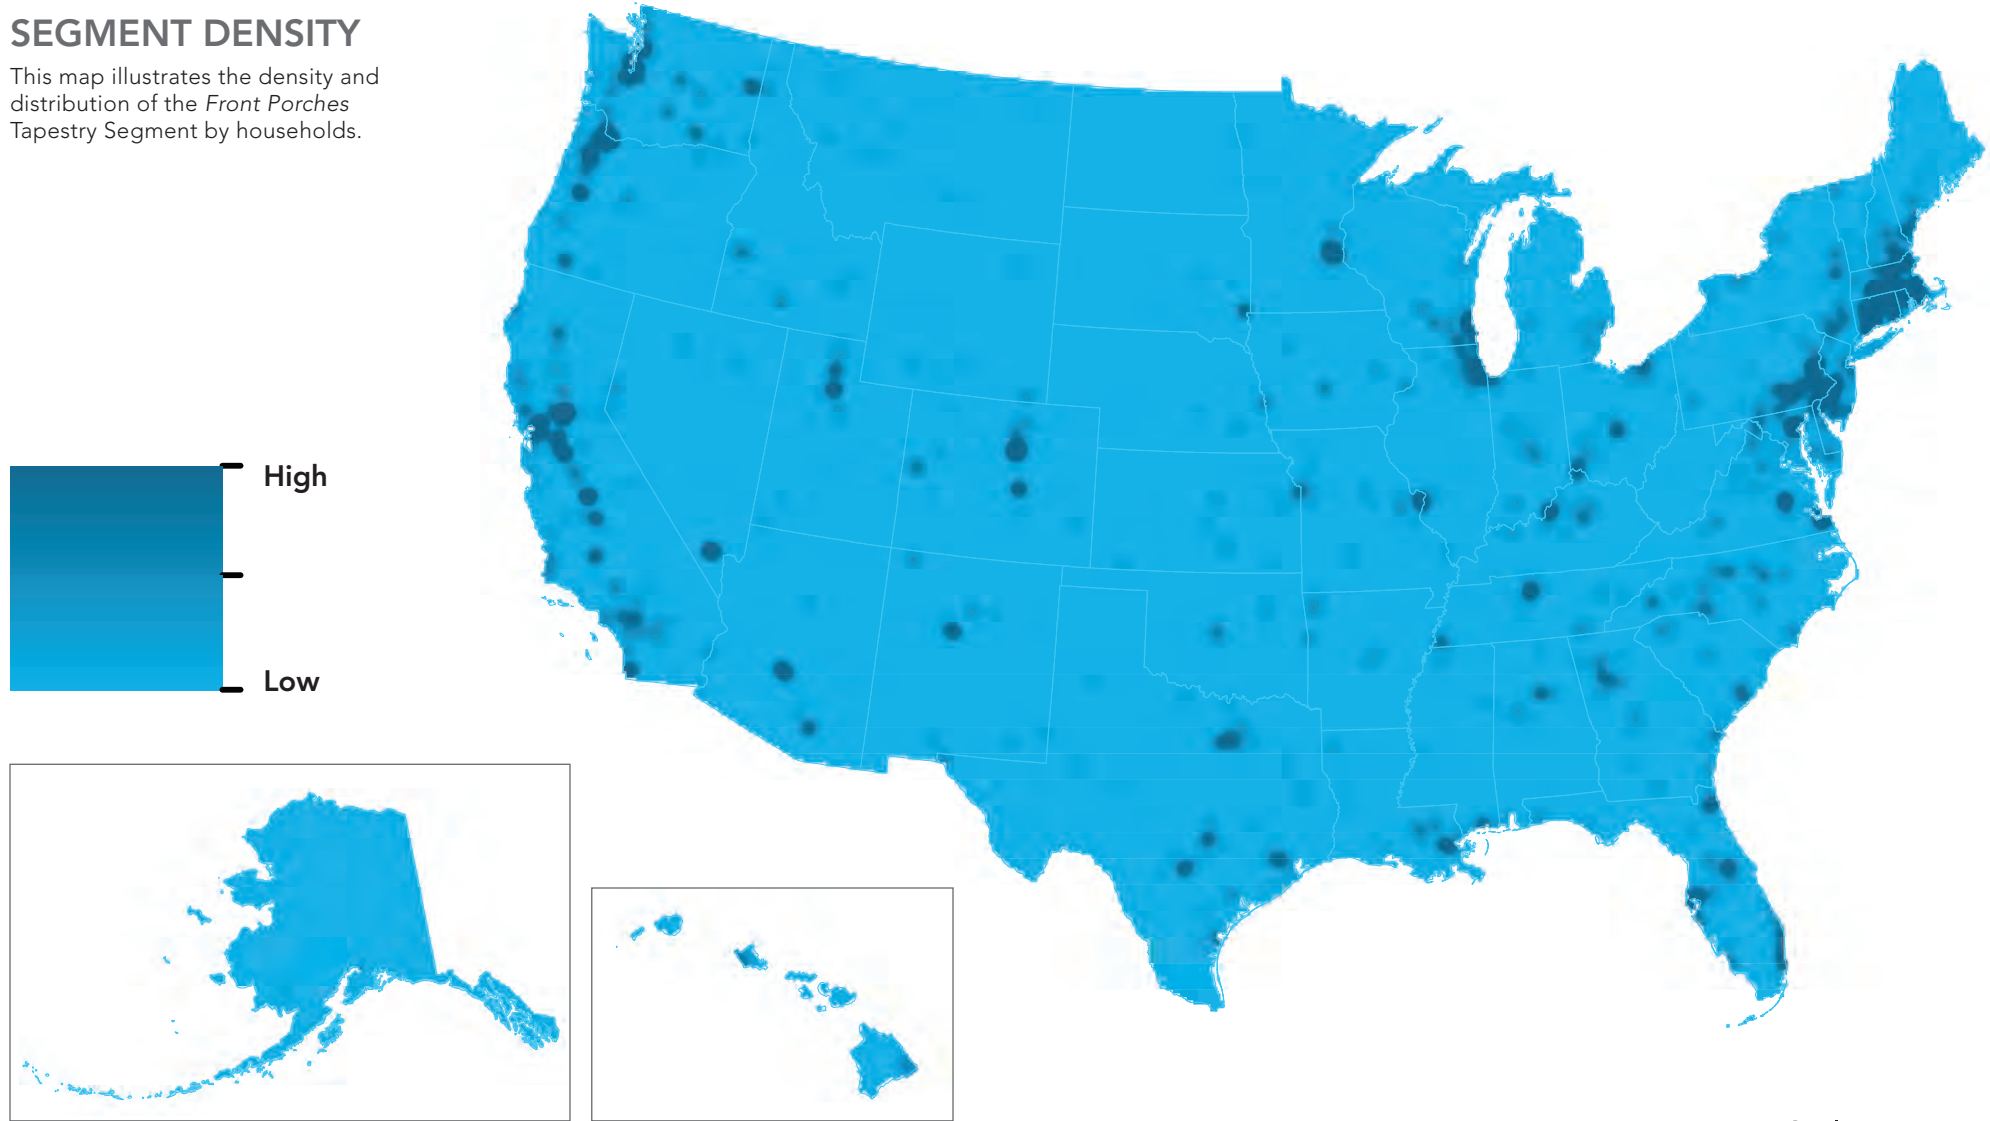 SEGMENT DENSITY
This map illustrates the density and
distribution of the Front Porches
Tapestry Segment by households.
High
Low